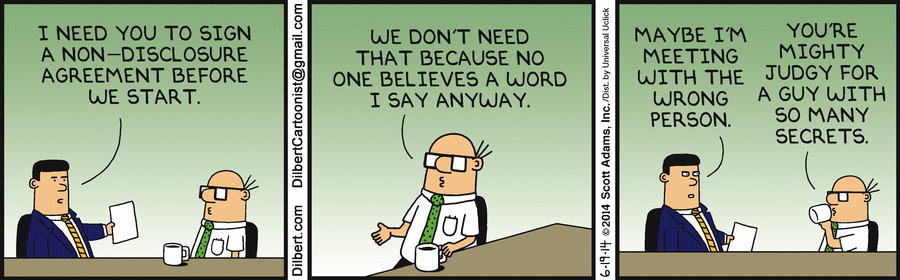 I NEED YOU TO SIGN
A NON-DISCLOSURE
AGREEMENT BEFORE
WE START.
Dilbert.com DilbertCartoonist@gmail.com
WE DON'T NEED
THAT BECAUSE NO
ONE BELIEVES A WORD
I SAY ANYWAY.
6-19-14 ©2014 Scott Adams, Inc./Dist. by Universal Uclick
MAYBE I'M
MEETING
WITH THE
WRONG
PERSON.
YOU'RE
MIGHTY
JUDGY FOR
A GUY WITH
SO MANY
SECRETS.